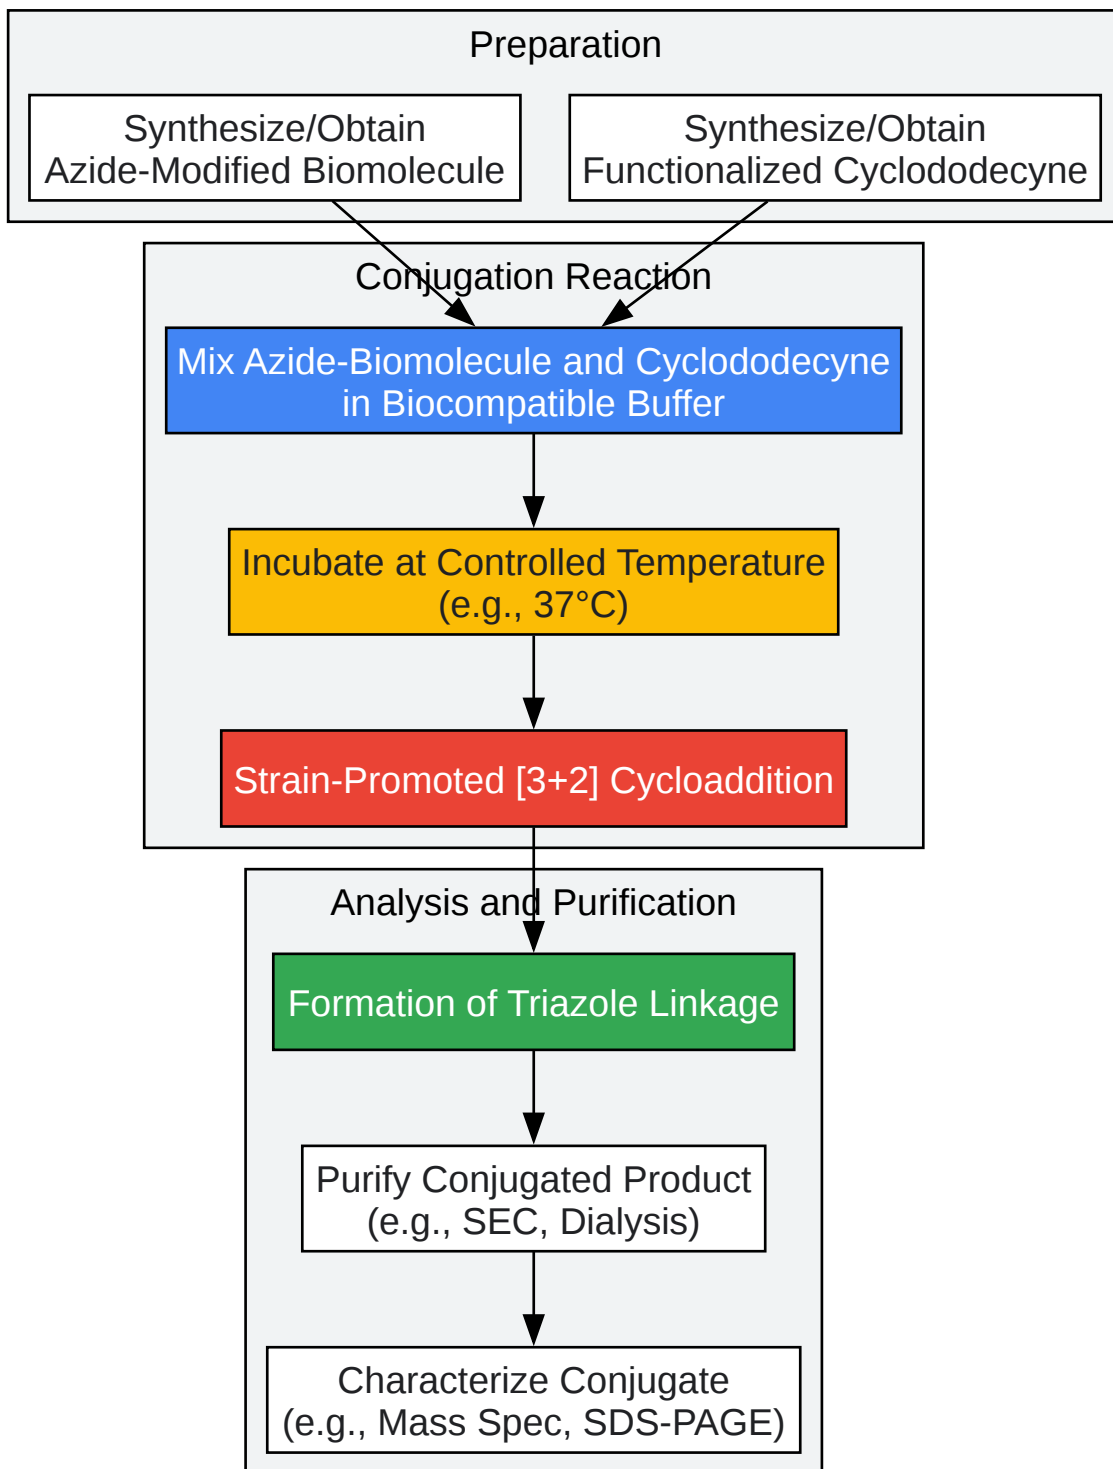 Preparation
Synthesize/Obtain
Azide-Modified Biomolecule
Synthesize/Obtain
Functionalized Cyclododecyne
Conjugation Reaction
Mix Azide-Biomolecule and Cyclododecyne
in Biocompatible Buffer
Incubate at Controlled Temperature
(e.g., 37°C)
Strain-Promoted [3+2] Cycloaddition
Analysis and Purification
Formation of Triazole Linkage
Purify Conjugated Product
(e.g., SEC, Dialysis)
Characterize Conjugate
(e.g., Mass Spec, SDS-PAGE)